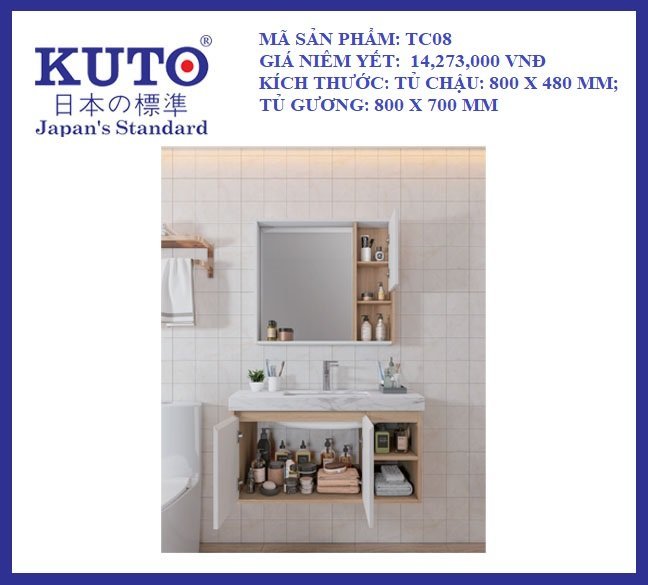 KUTO®
日本の標準
Japan's Standard
MÃ SẢN PHẨM: TC08
GIÁ NIÊM YẾT:  14,273,000 VNĐ
KÍCH THƯỚC: TỦ CHẬU: 800 X 480 MM;
TỦ GƯƠNG: 800 X 700 MM